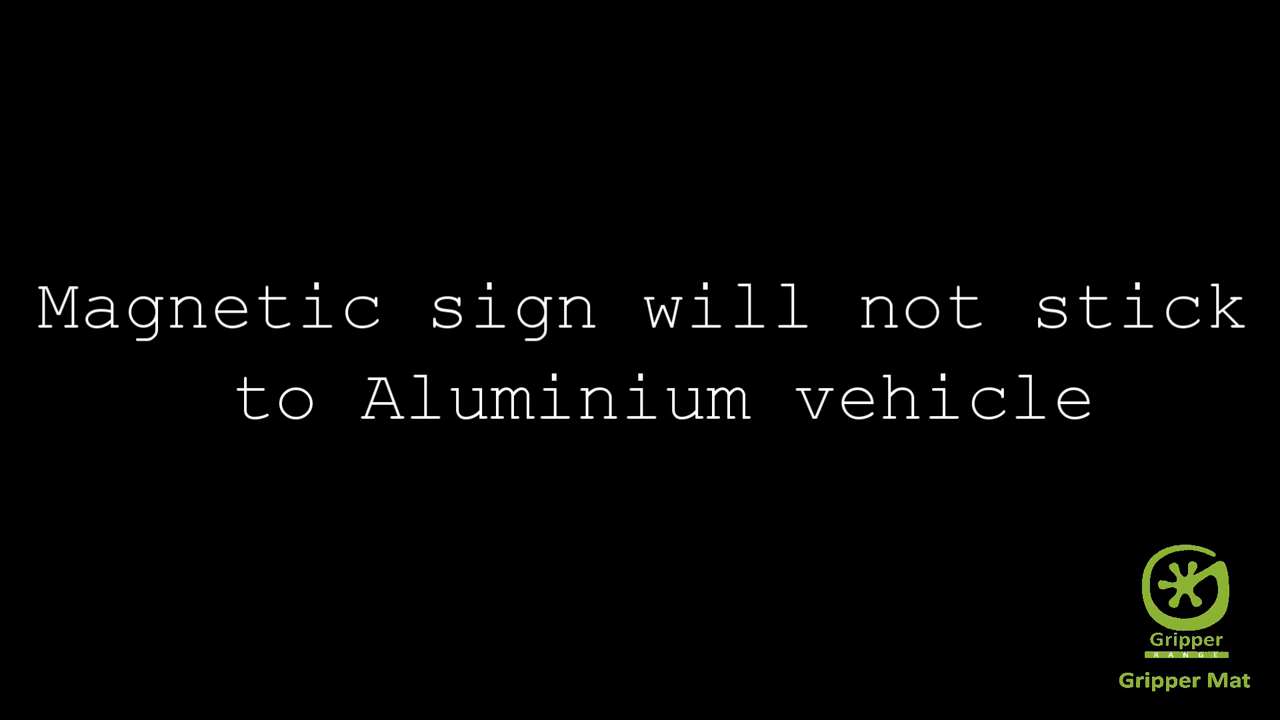 Magnetic sign will not stick
to Aluminium vehicle
Gripper
RANGE
Gripper Mat